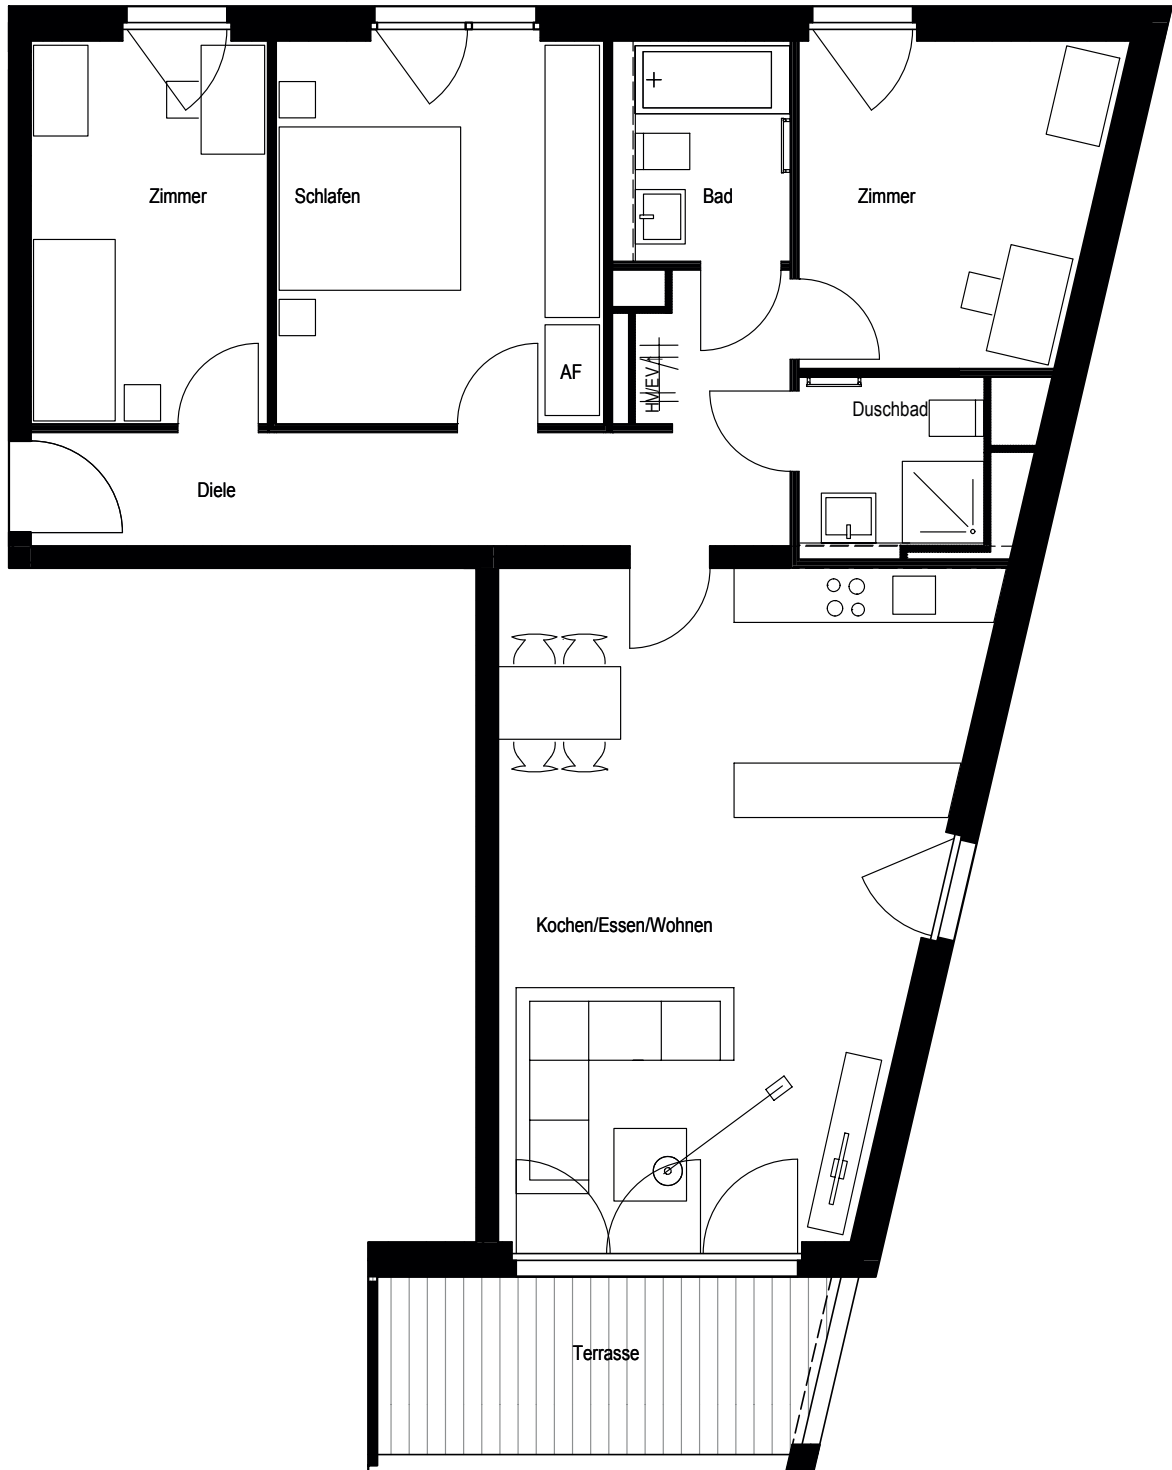 Zimmer
Schlafen
Bad
Zimmer
AF
HWEV
Duschbad
Diele
Kochen/Essen/Wohnen
Terrasse